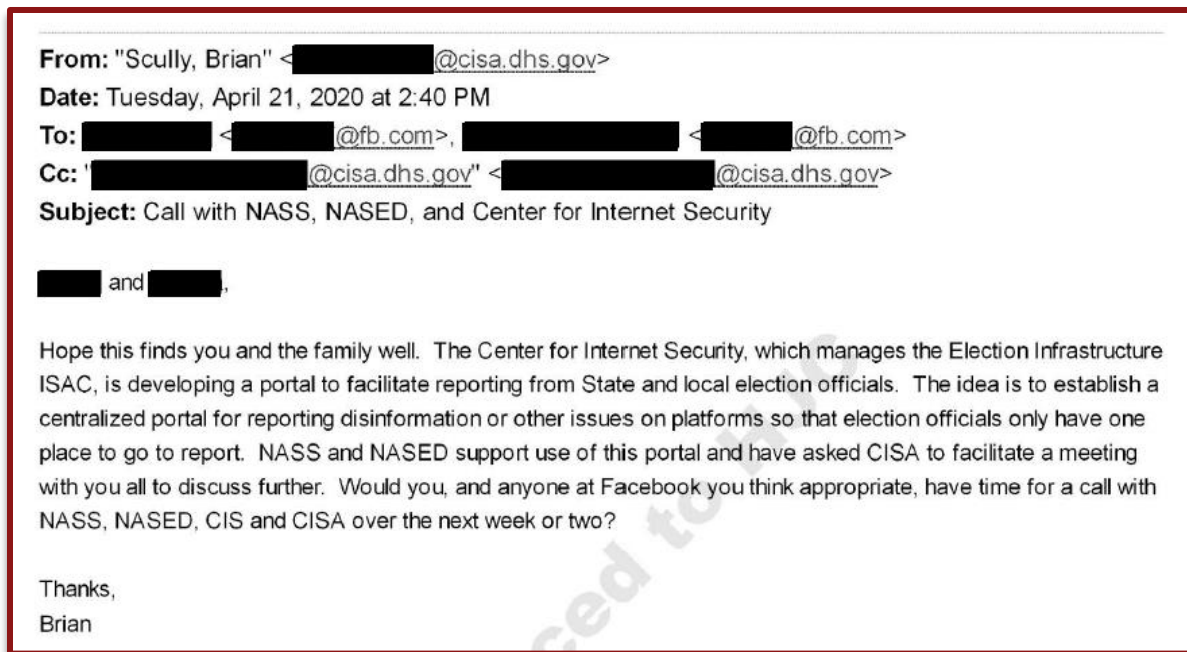 From: "Scully, Brian" < @cisa.dhs.gov>
Date: Tuesday, April 21, 2020 at 2:40 PM
To: < @fb.com>, < @fb.com>
Cc: " @cisa.dhs.gov" < @cisa.dhs.gov>
Subject: Call with NASS, NASED, and Center for Internet Security
and ,
Hope this finds you and the family well. The Center for Internet Security, which manages the Election Infrastructure
ISAC, is developing a portal to facilitate reporting from State and local election officials. The idea is to establish a
centralized portal for reporting disinformation or other issues on platforms so that election officials only have one
place to go to report. NASS and NASED support use of this portal and have asked CISA to facilitate a meeting
with you all to discuss further. Would you, and anyone at Facebook you think appropriate, have time for a call with
NASS, NASED, CIS and CISA over the next week or two?
Thanks,
Brian
ced to HJC